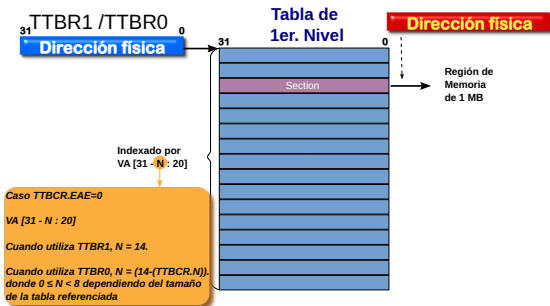 TTBR1 /TTBR0
31
0
Dirección física
Tabla de
1er. Nivel
31
0
Dirección física
Section
Región de
Memoria
de 1 MB
Indexado por
VA [31 - N : 20]
Caso TTBCR.EAE=0
VA [31 - N : 20]
Cuando utiliza TTBR1, N = 14.
Cuando utiliza TTBR0, N = (14-(TTBCR.N)).
donde 0 ≤ N < 8 dependiendo del tamaño
de la tabla referenciada